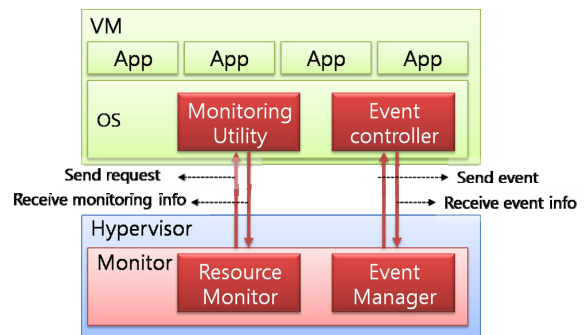 VM
App App App App
OS
Monitoring
Utility
Event
controller
Send request
Send event
Receive monitoring info
Receive event info
Hypervisor
Monitor
Resource
Monitor
Event
Manager